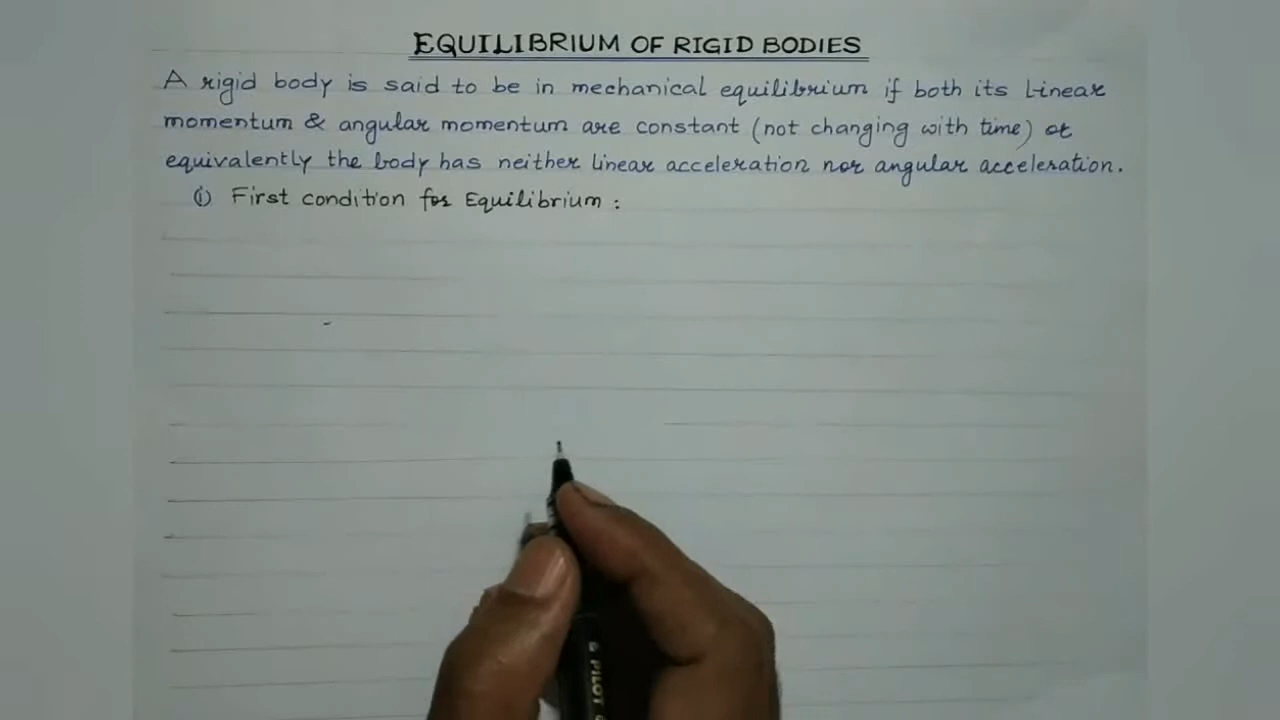 EQUILIBRIUM OF RIGID BODIES
A rigid body is said to be in mechanical equilibrium if both its linear
momentum & angular momentum are constant (not changing with time) or
equivalently the body has neither linear acceleration nor angular acceleration.
(i) First condition for Equilibrium :
PILOT